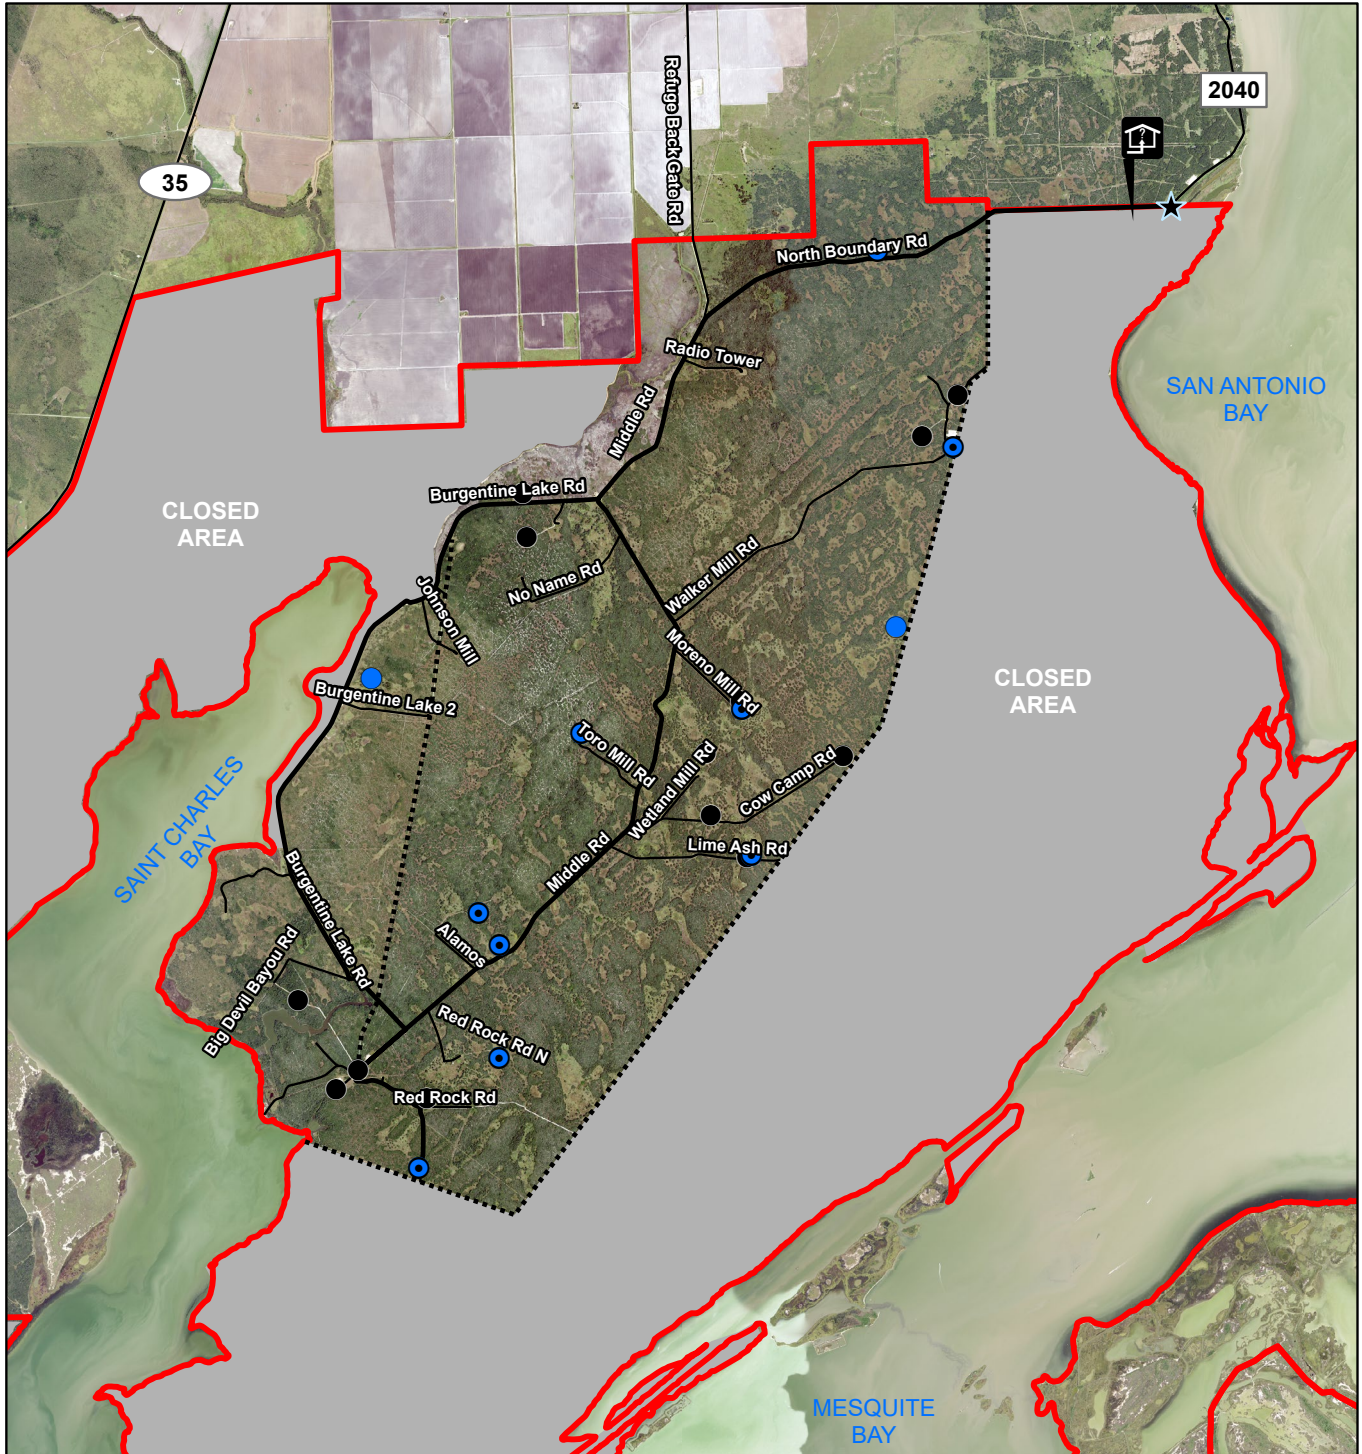 2040
Refuge Back Gate Rd
?
35
North Boundary Rd
Radio Tower
SAN ANTONIO
BAY
Middle Rd
Burgentine Lake Rd
CLOSED
AREA
No Name Rd
Walker Mill Rd
Johnson Mill
Moreno Mill Rd
CLOSED
AREA
Burgentine Lake 2
Toro Mill Rd
Wetland Mill Rd
Cow Camp Rd
SAINT CHARLES
BAY
Lime Ash Rd
Middle Rd
Burgentine Lake Rd
Alamos
Big Devil Bayou Rd
Red Rock Rd N
Red Rock Rd
MESQUITE
BAY